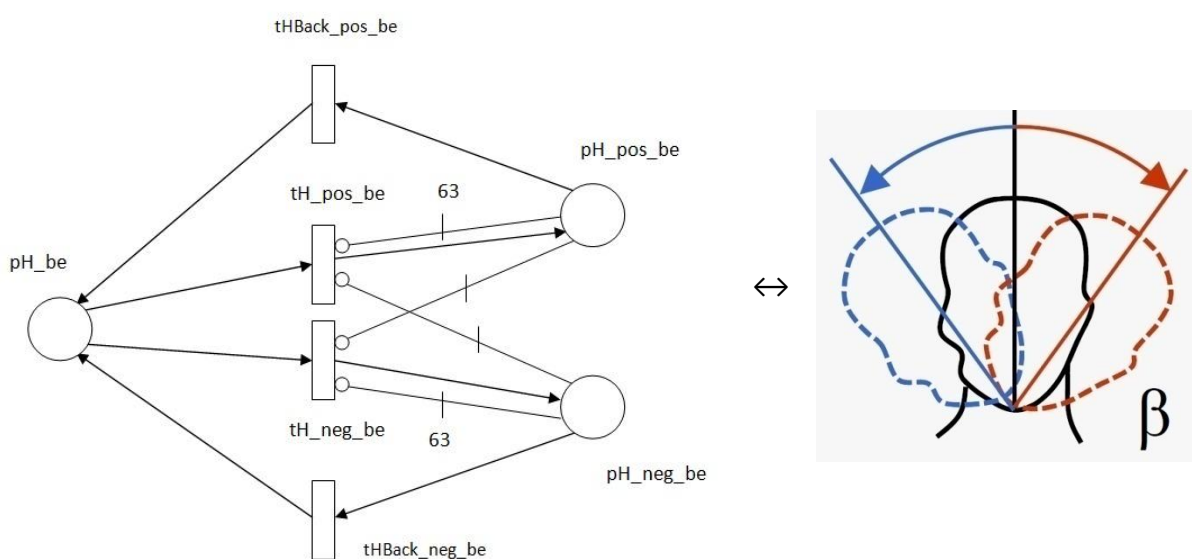 tHBack_pos_be
pH_pos_be
tH_pos_be
63
pH_be
tH_neg_be
63
pH_neg_be
tHBack_neg_be
↔
β